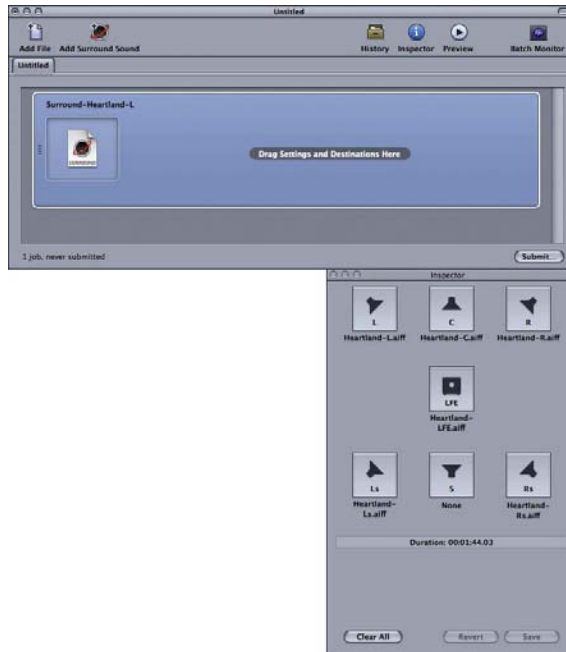 Untitled
Add File Add Surround Sound History Inspector Preview Batch Monitor
Untitled
Surround-Heartland-L
SURROUND
Drag Settings and Destinations Here
1 job, never submitted Submit...
Inspector
L C R
Heartland-L.aiff Heartland-C.aiff Heartland-R.aiff
LFE
Heartland-
LFE.aiff
Ls S Rs
Heartland- None Heartland-
Ls.aiff Rs.aiff
Duration: 00:01:44.03
Clear All Revert Save